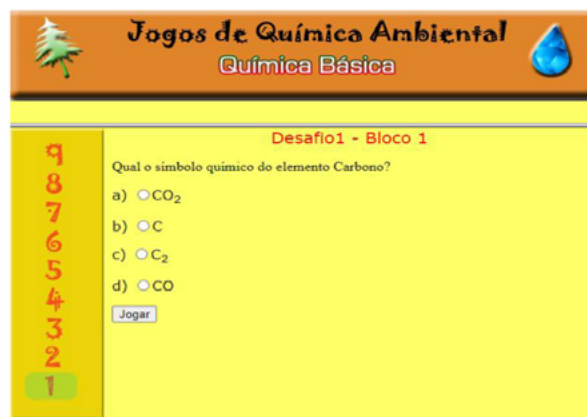 Jogos de Química Ambiental
Química Básica
Desafio1 - Bloco 1
Qual o simbolo químico do elemento Carbono?
a) CO₂
b) C
c) C₂
d) CO
Jogar
9
8
7
6
5
4
3
2
1